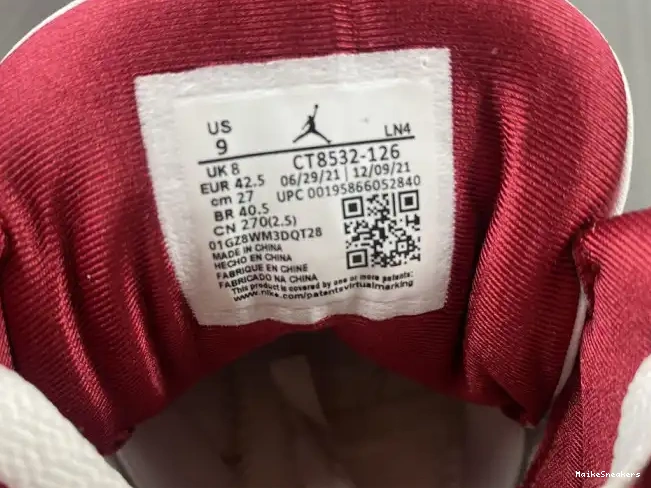 US
9
LN4
UK 8
CT8532-126
EUR 42.5
06/29/21 | 12/09/21
cm 27
UPC 00195866052840
BR 40.5
CN 270(2.5)
01GZ8WM3DQT28
MADE IN CHINA
HECHO EN CHINA
FABRIQUE EN CHINE
FABRICADO NA CHINA
This product is covered by one or more patents:
www.nike.com/patentsvirtualmarking
MaikeSneakers